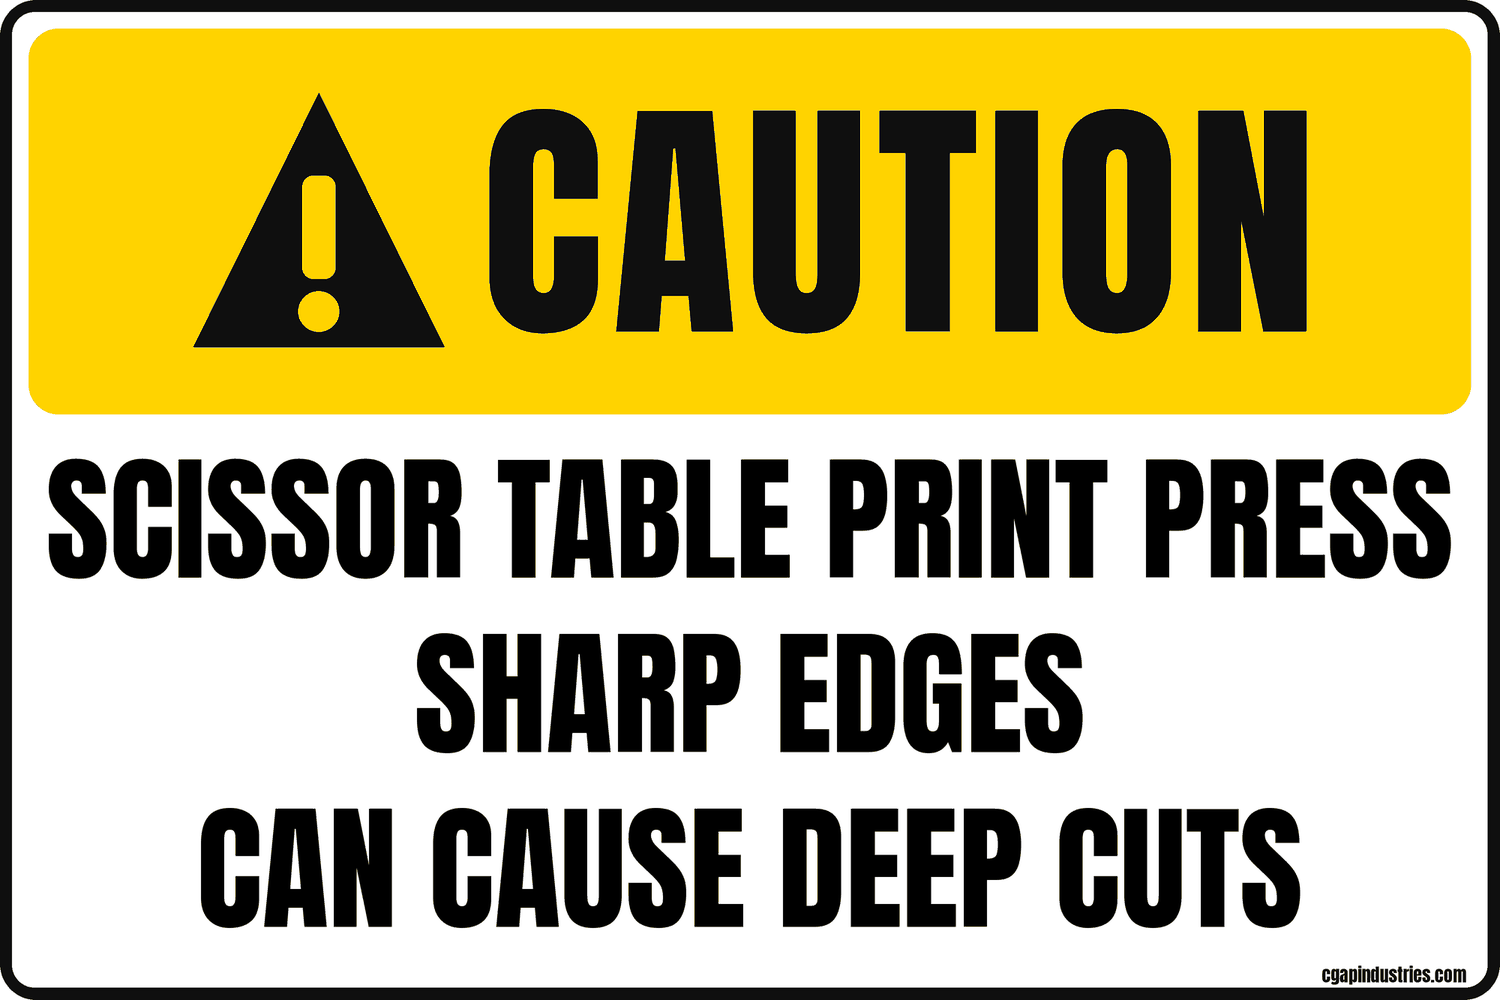 CAUTION
SCISSOR TABLE PRINT PRESS
SHARP EDGES
CAN CAUSE DEEP CUTS
cgapindustries.com